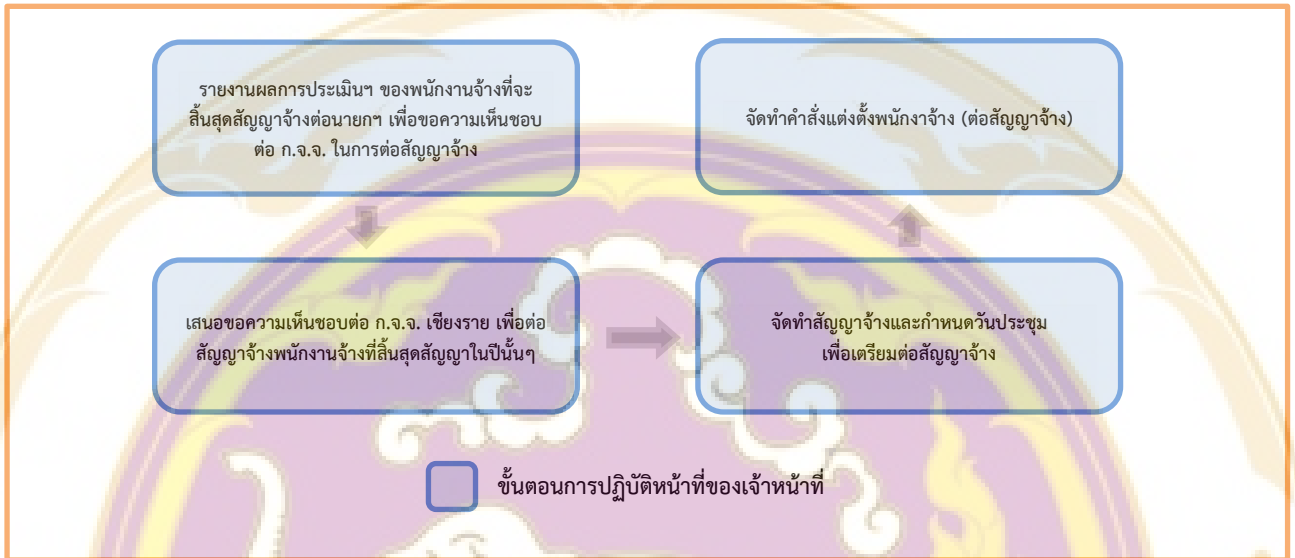 รายงานผลการประเมินฯ ของพนักงานจ้างที่จะ
สิ้นสุดสัญญาจ้างต่อนายกฯ เพื่อขอความเห็นชอบ
ต่อ ก.จ.จ. ในการต่อสัญญาจ้าง
เสนอขอความเห็นชอบต่อ ก.จ.จ. เชียงราย เพื่อต่อ
สัญญาจ้างพนักงานจ้างที่สิ้นสุดสัญญาในปีนั้นๆ
จัดทำสัญญาจ้างและกำหนดวันประชุม
เพื่อเตรียมต่อสัญญาจ้าง
จัดทำคำสั่งแต่งตั้งพนักงาจ้าง (ต่อสัญญาจ้าง)
ขั้นตอนการปฏิบัติหน้าที่ของเจ้าหน้าที่